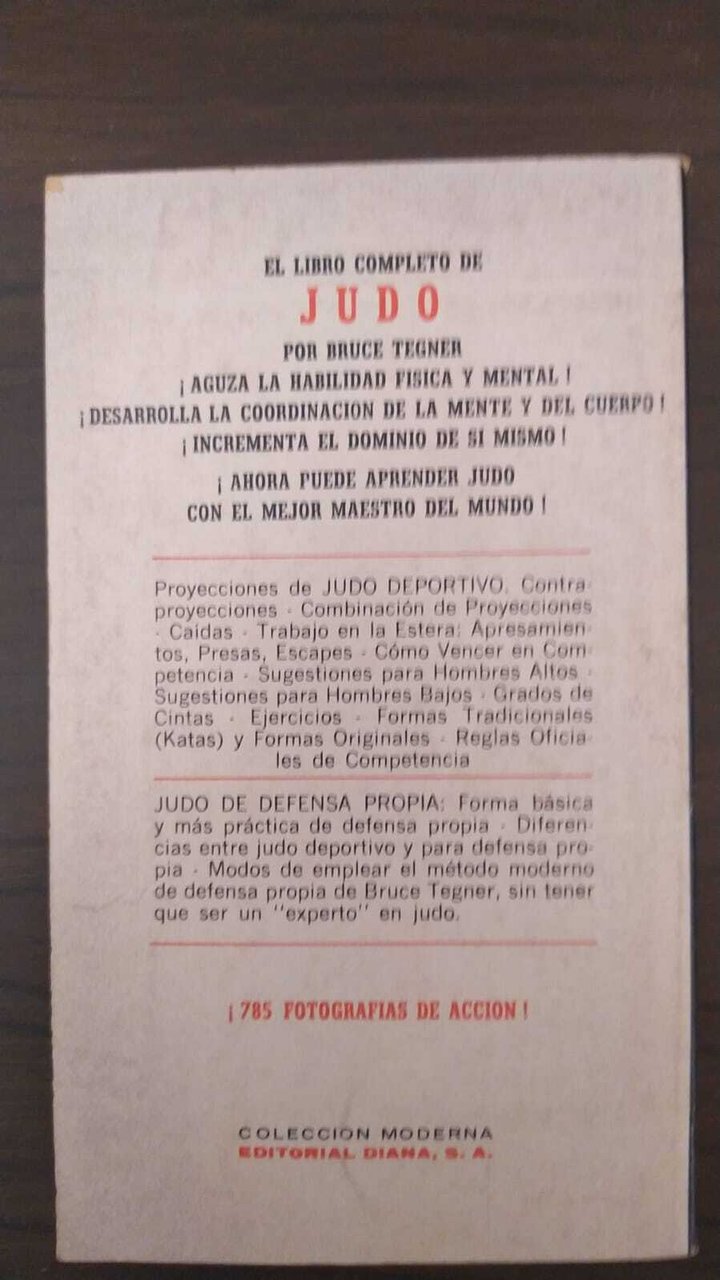 EL LIBRO COMPLETO DE
JUDO
POR BRUCE TEGNER
¡AGUZA LA HABILIDAD FISICA Y MENTAL!
¡DESARROLLA LA COORDINACION DE LA MENTE Y DEL CUERPO!
¡INCREMENTA EL DOMINIO DE SI MISMO!
¡AHORA PUEDE APRENDER JUDO
CON EL MEJOR MAESTRO DEL MUNDO!
Proyecciones de JUDO DEPORTIVO. Contra-
proyecciones - Combinación de Proyecciones
- Caídas - Trabajo en la Estera: Apresamien-
tos, Presas, Escapes - Cómo Vencer en Com-
petencia - Sugestiones para Hombres Altos -
Sugestiones para Hombres Bajos - Grados de
Cintas - Ejercicios - Formas Tradicionales
(Katas) y Formas Originales - Reglas Oficia-
les de Competencia
JUDO DE DEFENSA PROPIA: Forma básica
y más práctica de defensa propia - Diferen-
cias entre judo deportivo y para defensa pro-
pia - Modos de emplear el método moderno
de defensa propia de Bruce Tegner, sin tener
que ser un "experto" en judo.
¡785 FOTOGRAFIAS DE ACCION!
COLECCION MODERNA
EDITORIAL DIANA, S. A.